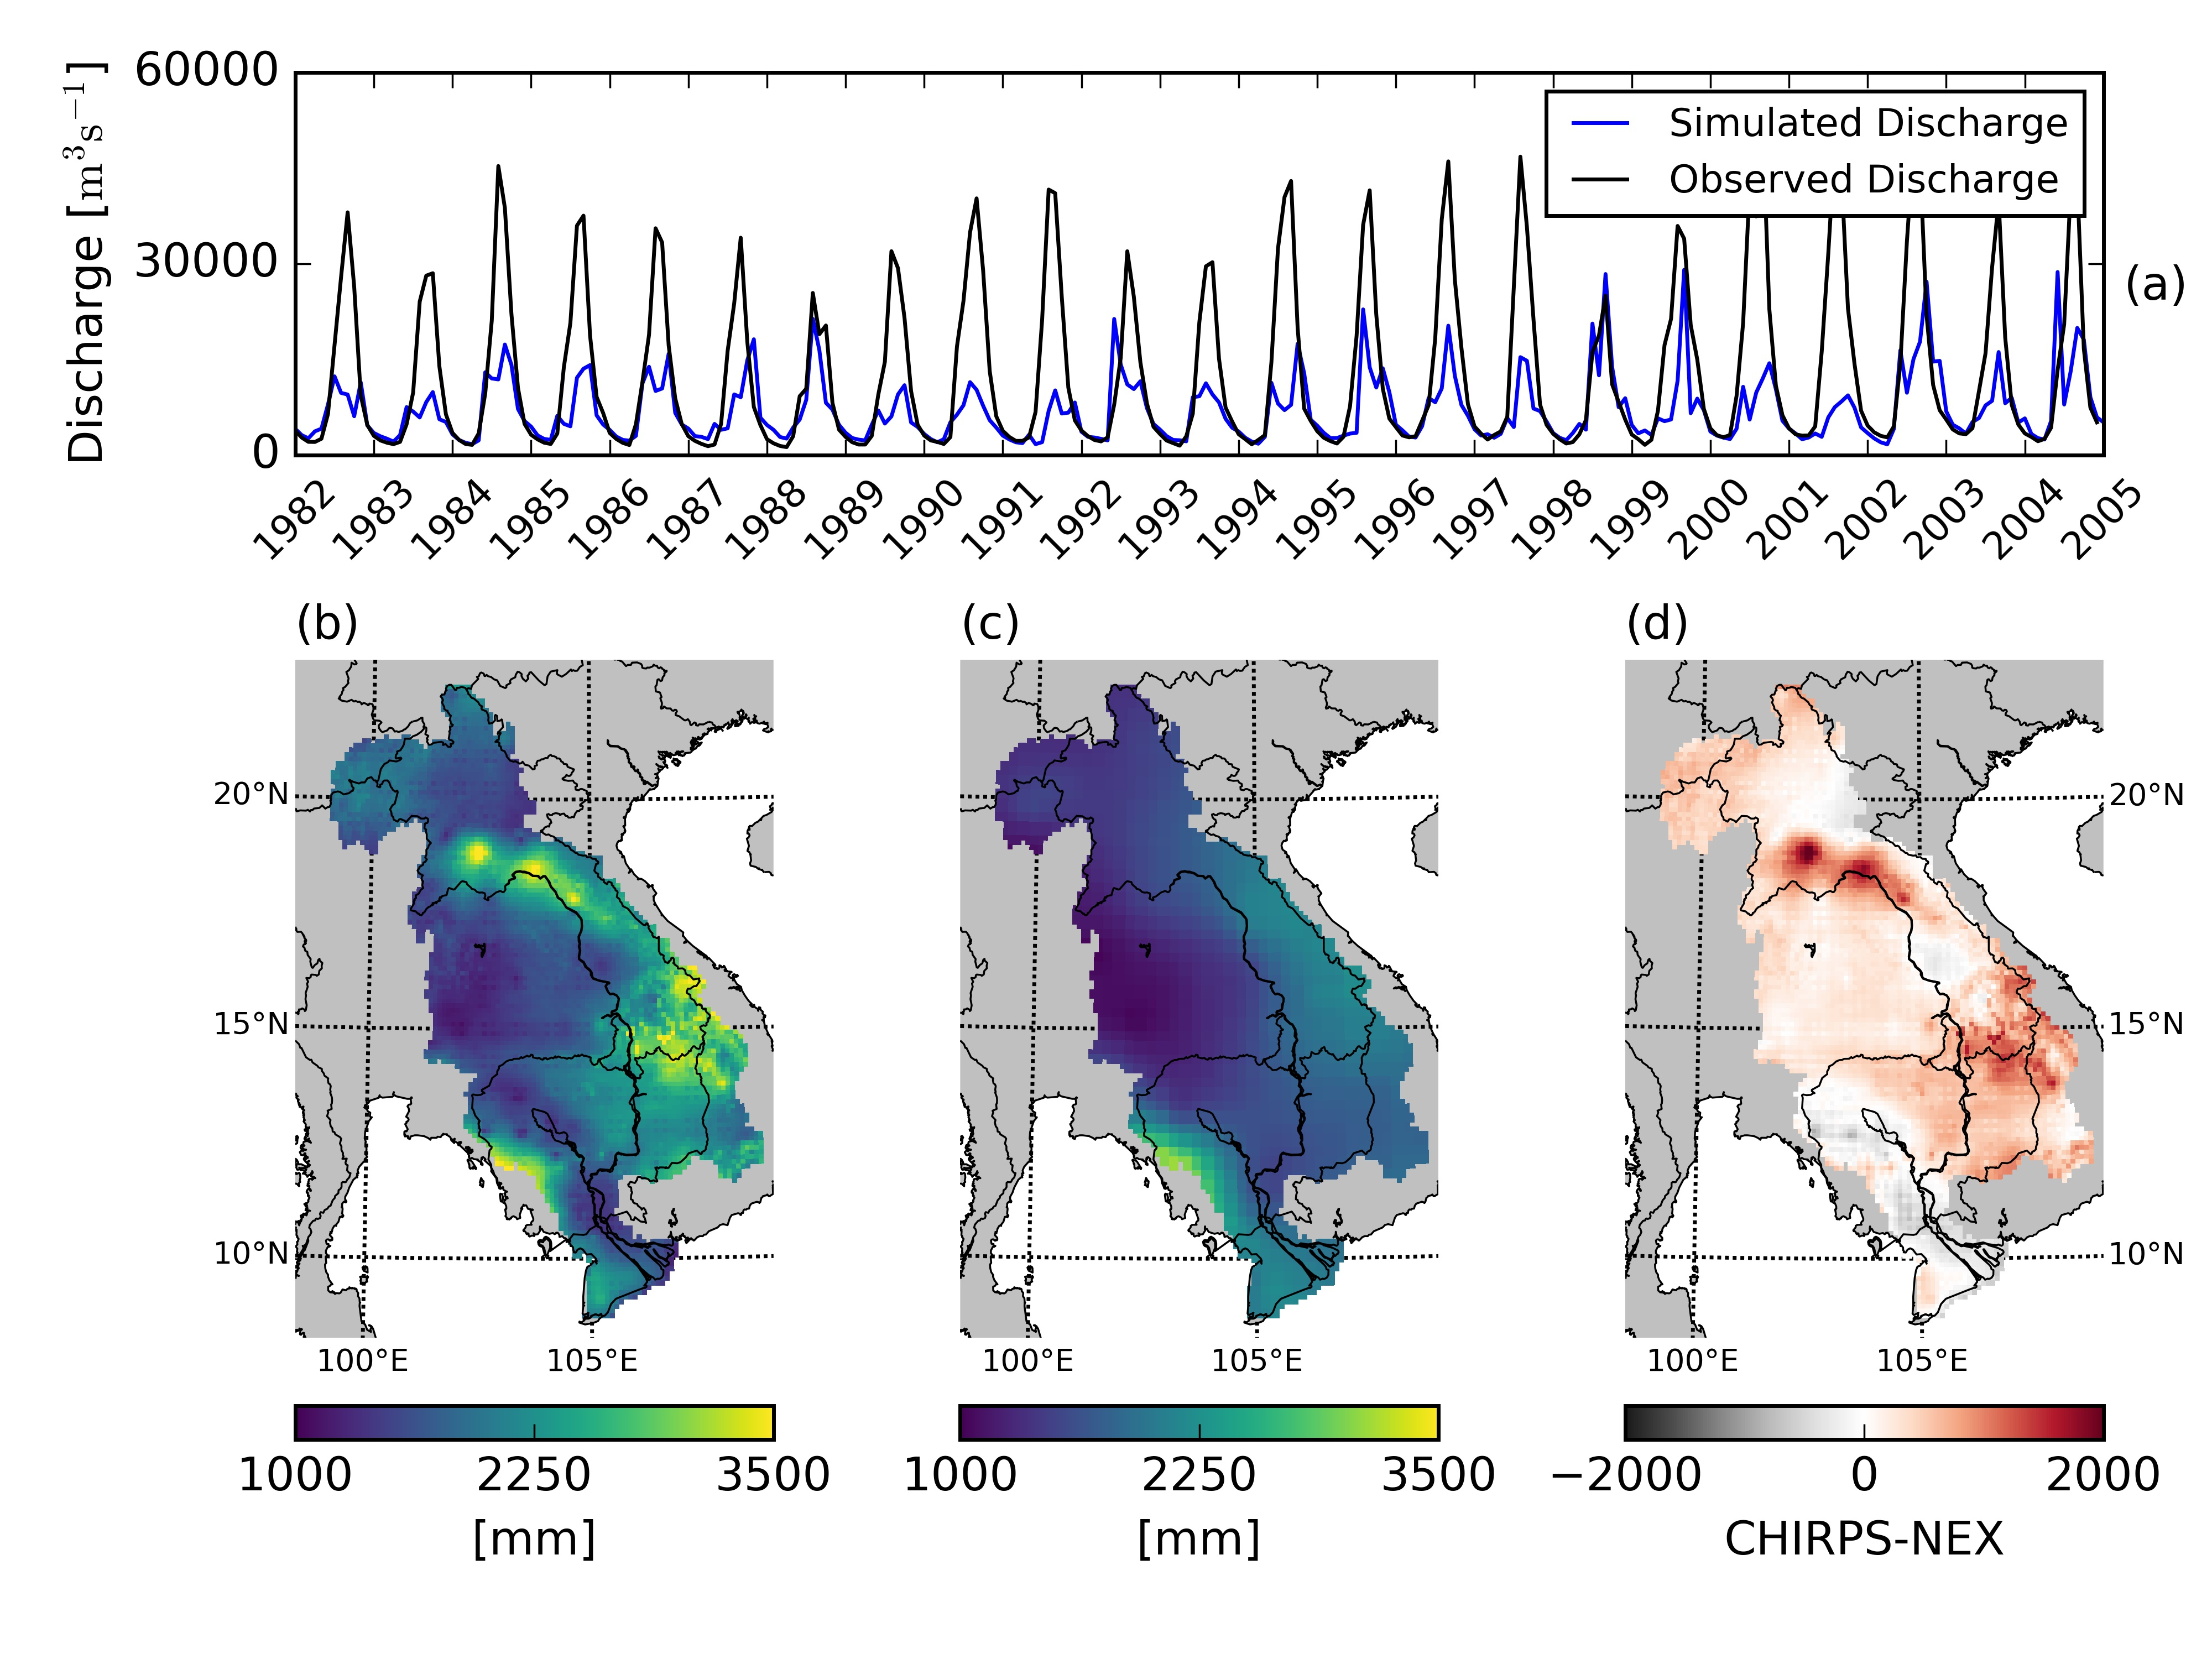 60000
30000
0
Discharge [m³s⁻¹]
Simulated Discharge
Observed Discharge
(a)
1982 1983 1984 1985 1986 1987 1988 1989 1990 1991 1992 1993 1994 1995 1996 1997 1998 1999 2000 2001 2002 2003 2004 2005
(b) (c) (d)
20°N 20°N
15°N 15°N
10°N 10°N
100°E 105°E 100°E 105°E 100°E 105°E
1000 2250 3500 1000 2250 3500 −2000 0 2000
[mm] [mm] CHIRPS-NEX